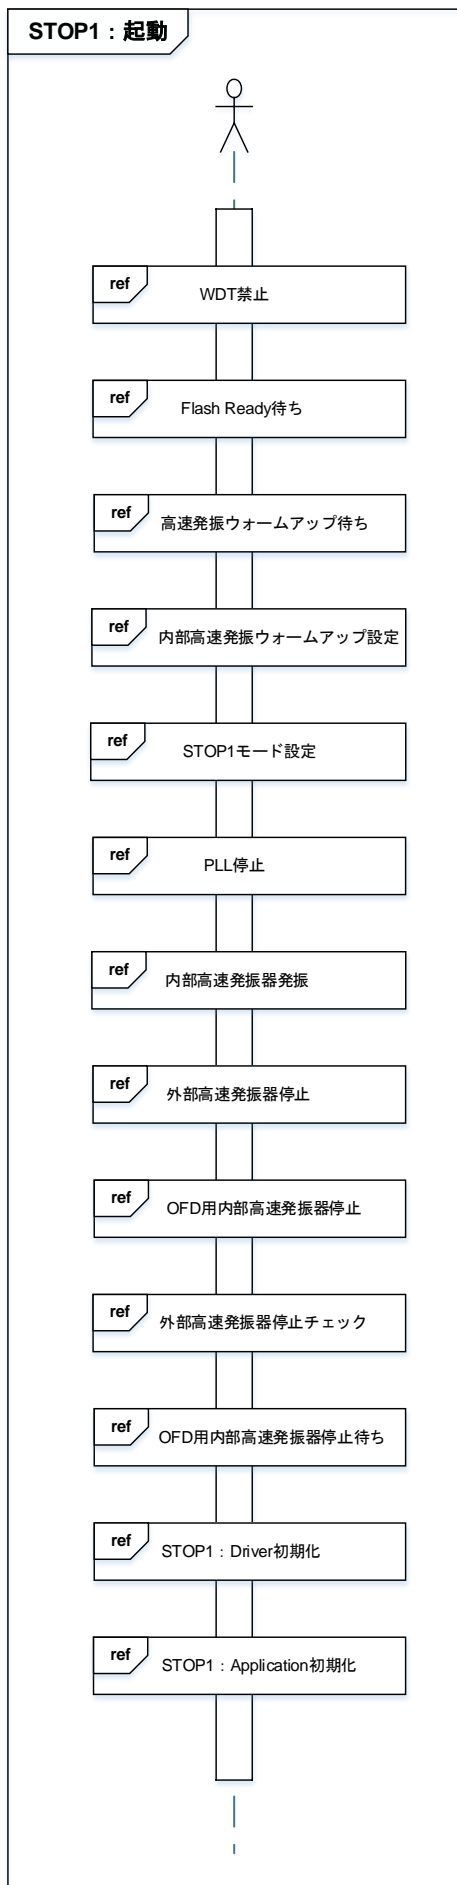 STOP1：起動
ref
WDT禁止
ref
Flash Ready待ち
ref
高速発振ウォームアップ待ち
ref
内部高速発振ウォームアップ設定
ref
STOP1モード設定
ref
PLL停止
ref
内部高速発振器発振
ref
外部高速発振器停止
ref
OFD用内部高速発振器停止
ref
外部高速発振器停止チェック
ref
OFD用内部高速発振器停止待ち
ref
STOP1：Driver初期化
ref
STOP1：Application初期化